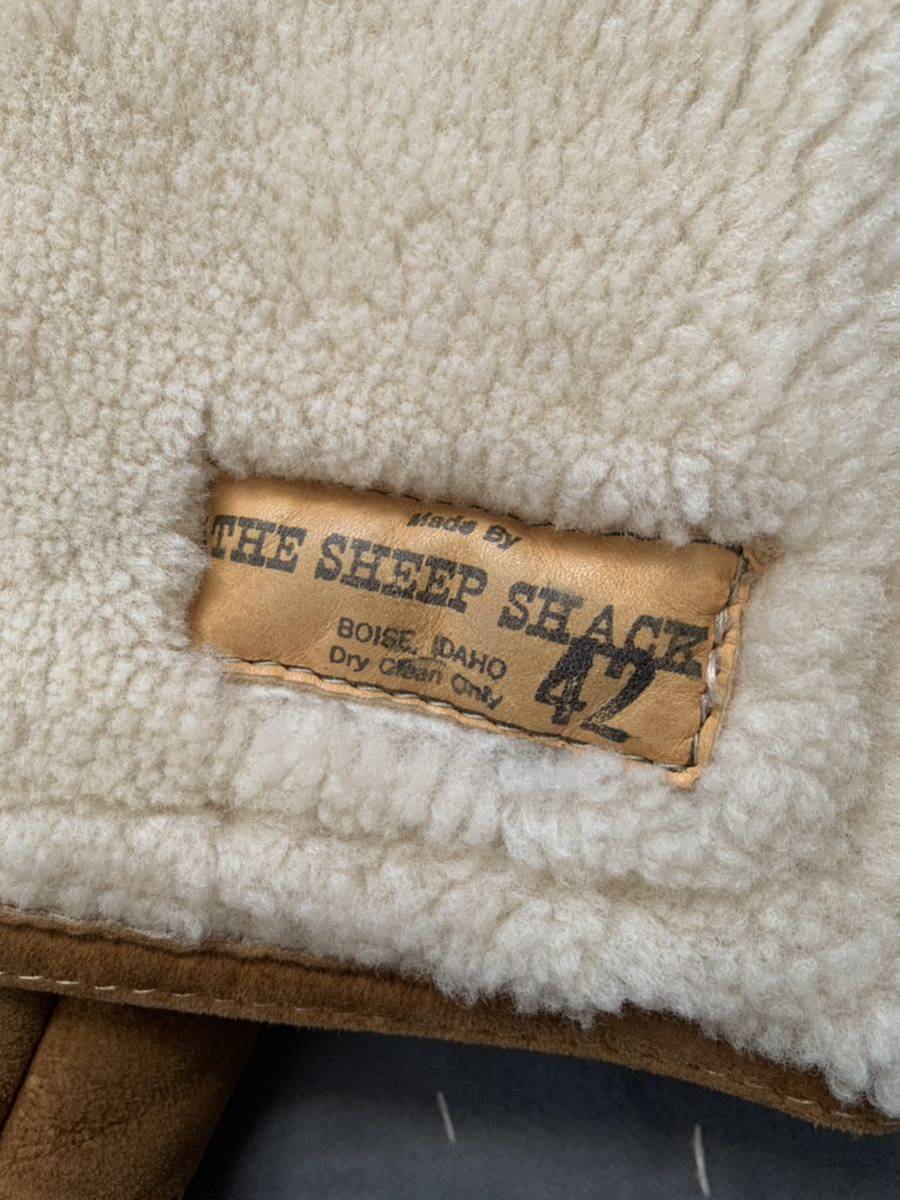 Made By
THE SHEEP SHACK
BOISE, IDAHO
Dry Clean Only
42